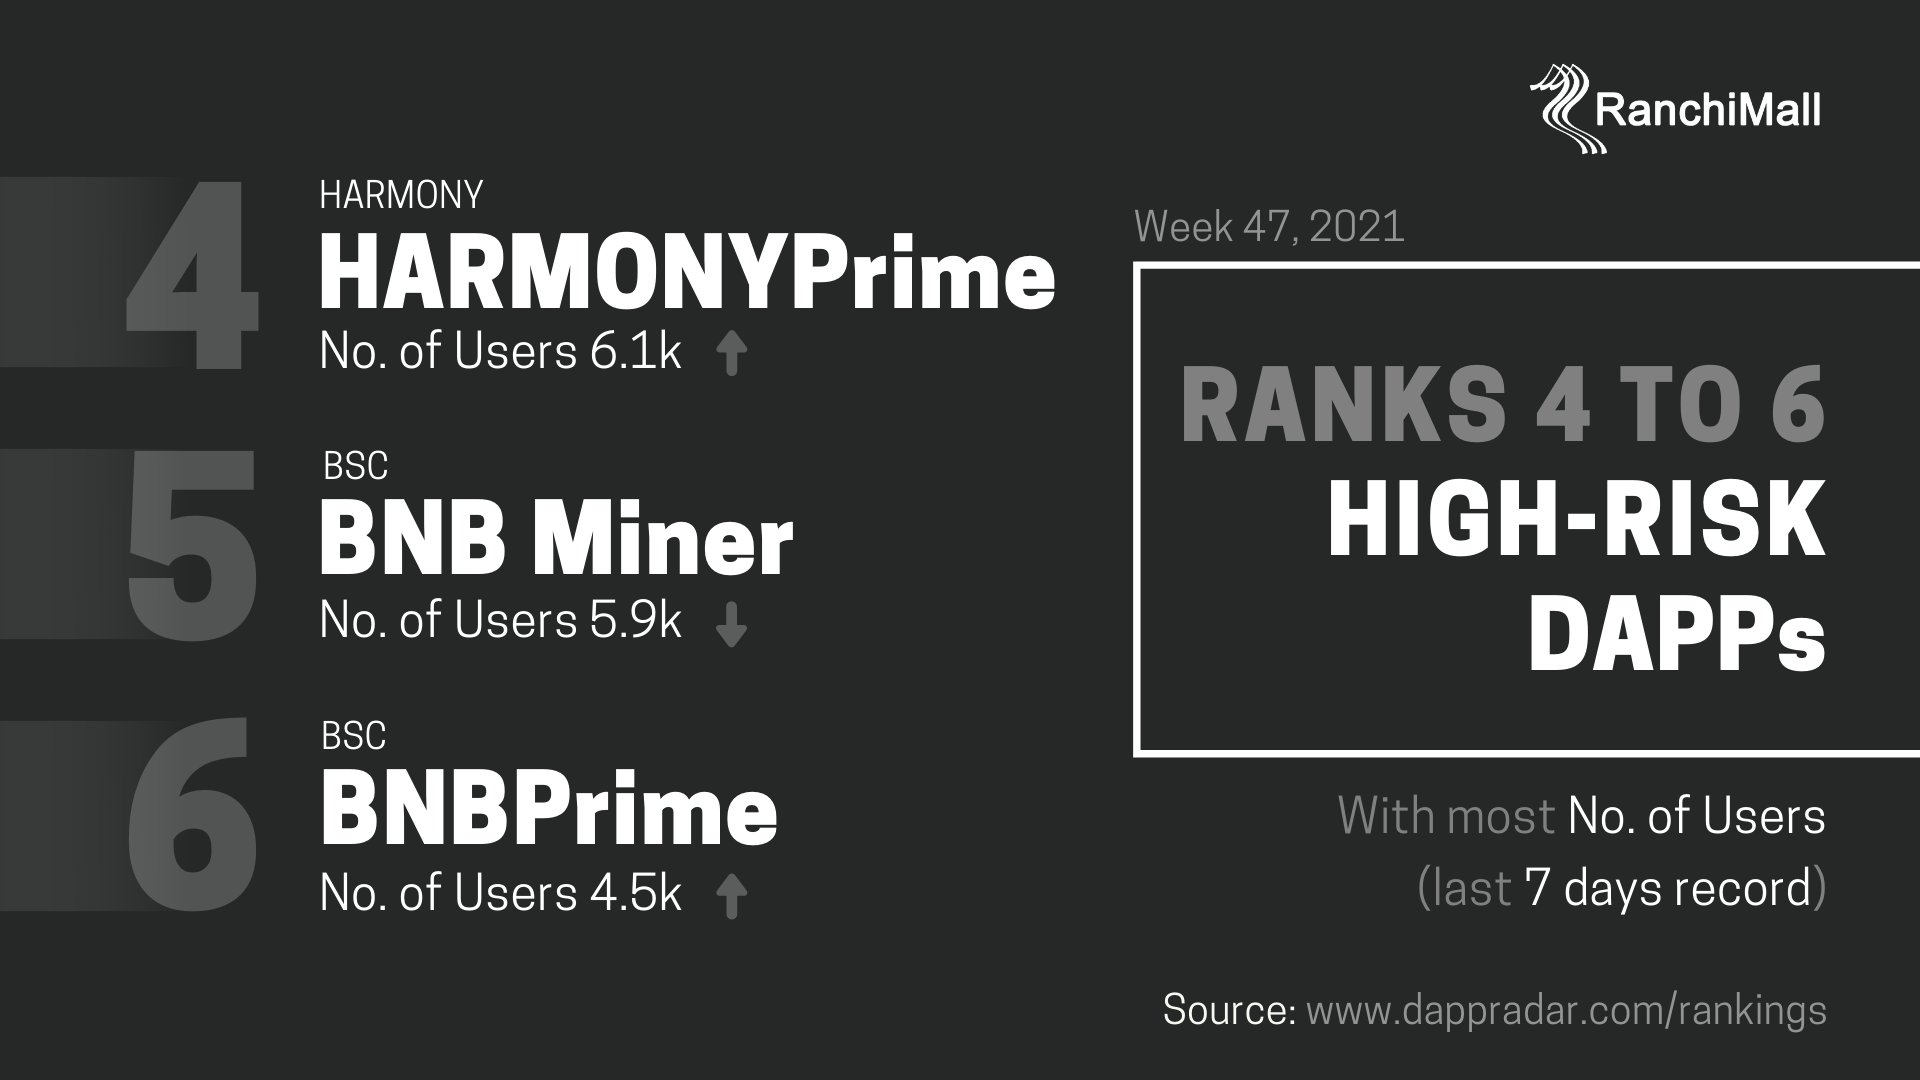 RanchiMall
4
HARMONY
HARMONYPrime
No. of Users 6.1k
5
BSC
BNB Miner
No. of Users 5.9k
6
BSC
BNBPrime
No. of Users 4.5k
Week 47, 2021
RANKS 4 TO 6
HIGH-RISK
DAPPs
With most No. of Users
(last 7 days record)
Source: www.dappradar.com/rankings